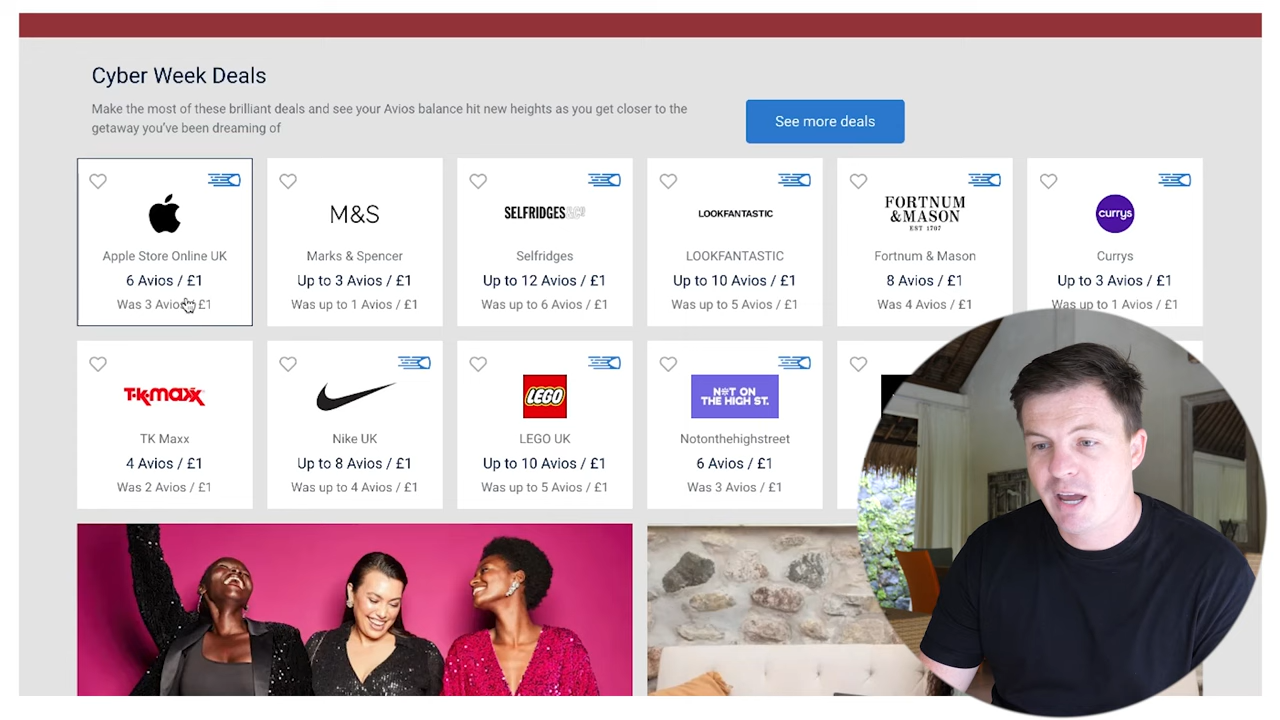 Cyber Week Deals
Make the most of these brilliant deals and see your Avios balance hit new heights as you get closer to the
getaway you've been dreaming of
See more deals
M&S
SELFRIDGES&CO
LOOKFANTASTIC
FORTNUM
& MASON
EST 1707
currys
Apple Store Online UK
Marks & Spencer
Selfridges
LOOKFANTASTIC
Fortnum & Mason
Currys
6 Avios / £1
Up to 3 Avios / £1
Up to 12 Avios / £1
Up to 10 Avios / £1
8 Avios / £1
Up to 3 Avios / £1
Was 3 Avios / £1
Was up to 1 Avios / £1
Was up to 6 Avios / £1
Was up to 5 Avios / £1
Was 4 Avios / £1
Was up to 1 Avios / £1
T·K·maxx
LEGO
N*T ON
THE HIGH ST.
TK Maxx
Nike UK
LEGO UK
Notonthehighstreet
4 Avios / £1
Up to 8 Avios / £1
Up to 10 Avios / £1
6 Avios / £1
Was 2 Avios / £1
Was up to 4 Avios / £1
Was up to 5 Avios / £1
Was 3 Avios / £1